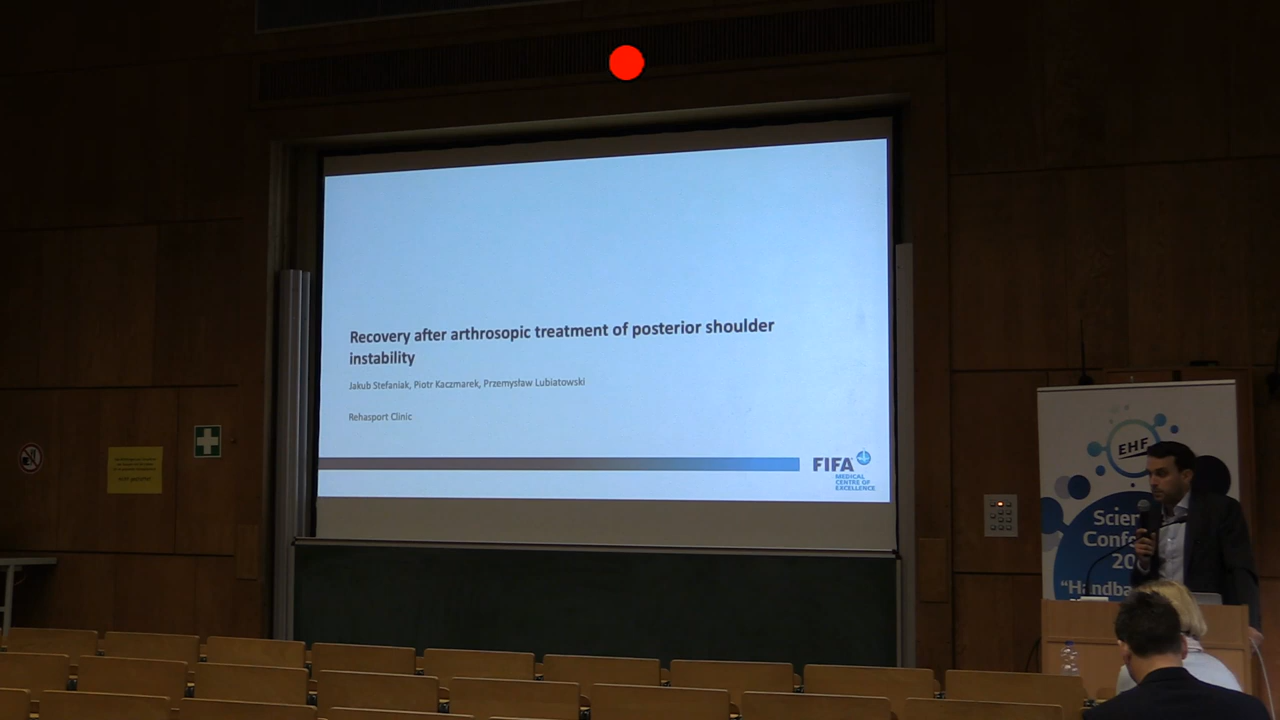 Recovery after arthrosopic treatment of posterior shoulder
instability
Jakub Stefaniak, Piotr Kaczmarek, Przemysław Lubiatowski
Rehasport Clinic
FIFA
MEDICAL
CENTRE OF
EXCELLENCE
EHF
Scien
Confe
20
"Handba